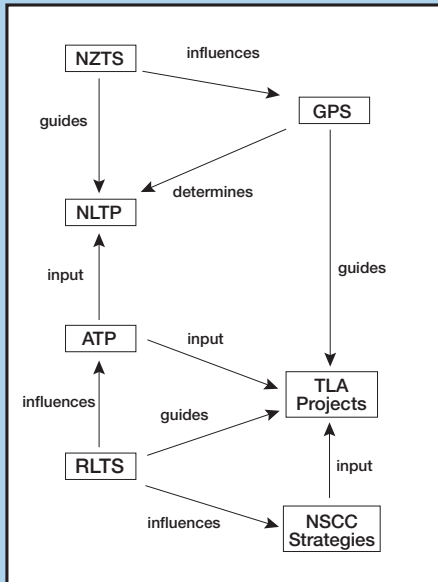 NZTS
influences
GPS
guides
determines
NLTP
guides
input
ATP
input
TLA
Projects
influences
guides
RLTS
input
influences
NSCC
Strategies